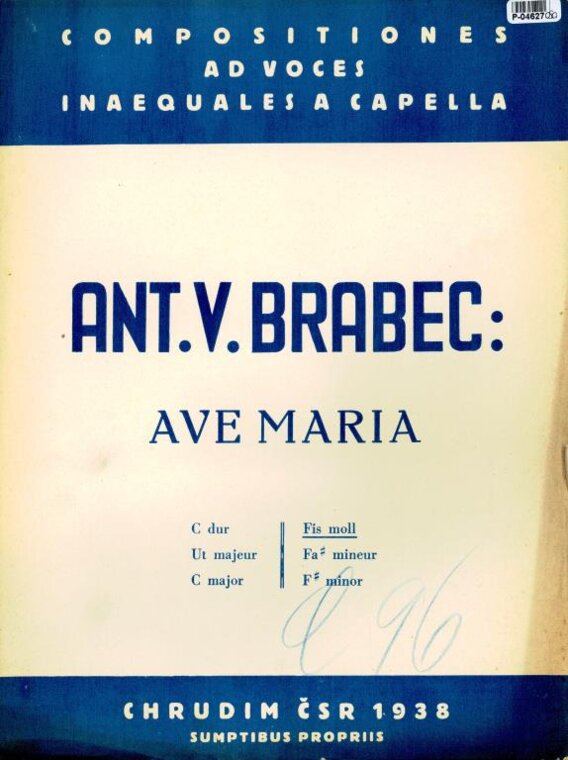 P-04627
COMPOSITIONES
AD VOCES
INAEQUALES A CAPELLA
ANT. V. BRABEC:
AVE MARIA
C dur
Ut majeur
C major
Fis moll
Fa♯ mineur
F♯ minor
96
CHRUDIM ČSR 1938
SUMPTIBUS PROPRIIS